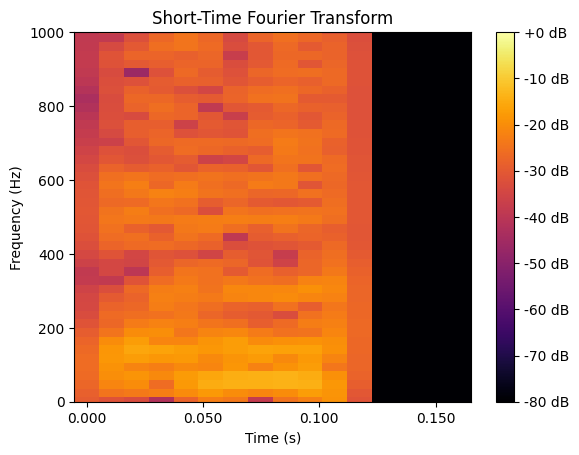 Short-Time Fourier Transform
1000
800
600
400
200
0
Frequency (Hz)
0.000
0.050
0.100
0.150
Time (s)
+0 dB
-10 dB
-20 dB
-30 dB
-40 dB
-50 dB
-60 dB
-70 dB
-80 dB